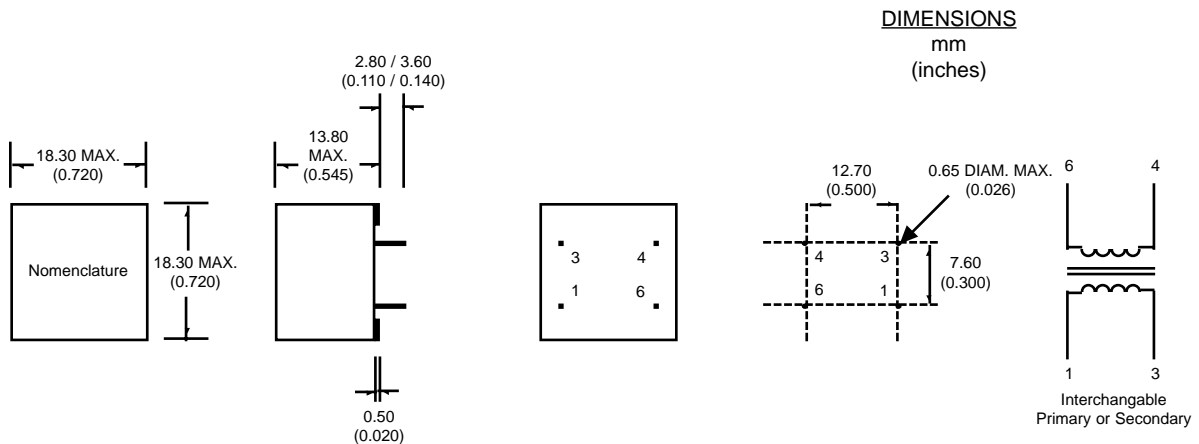 DIMENSIONS
mm
(inches)
2.80 / 3.60
(0.110 / 0.140)
18.30 MAX.
(0.720)
13.80
MAX.
(0.545)
Nomenclature
18.30 MAX.
(0.720)
0.50
(0.020)
3 4
1 6
12.70
(0.500)
0.65 DIAM. MAX.
(0.026)
4 3
6 1
7.60
(0.300)
6 4
1 3
Interchangable
Primary or Secondary